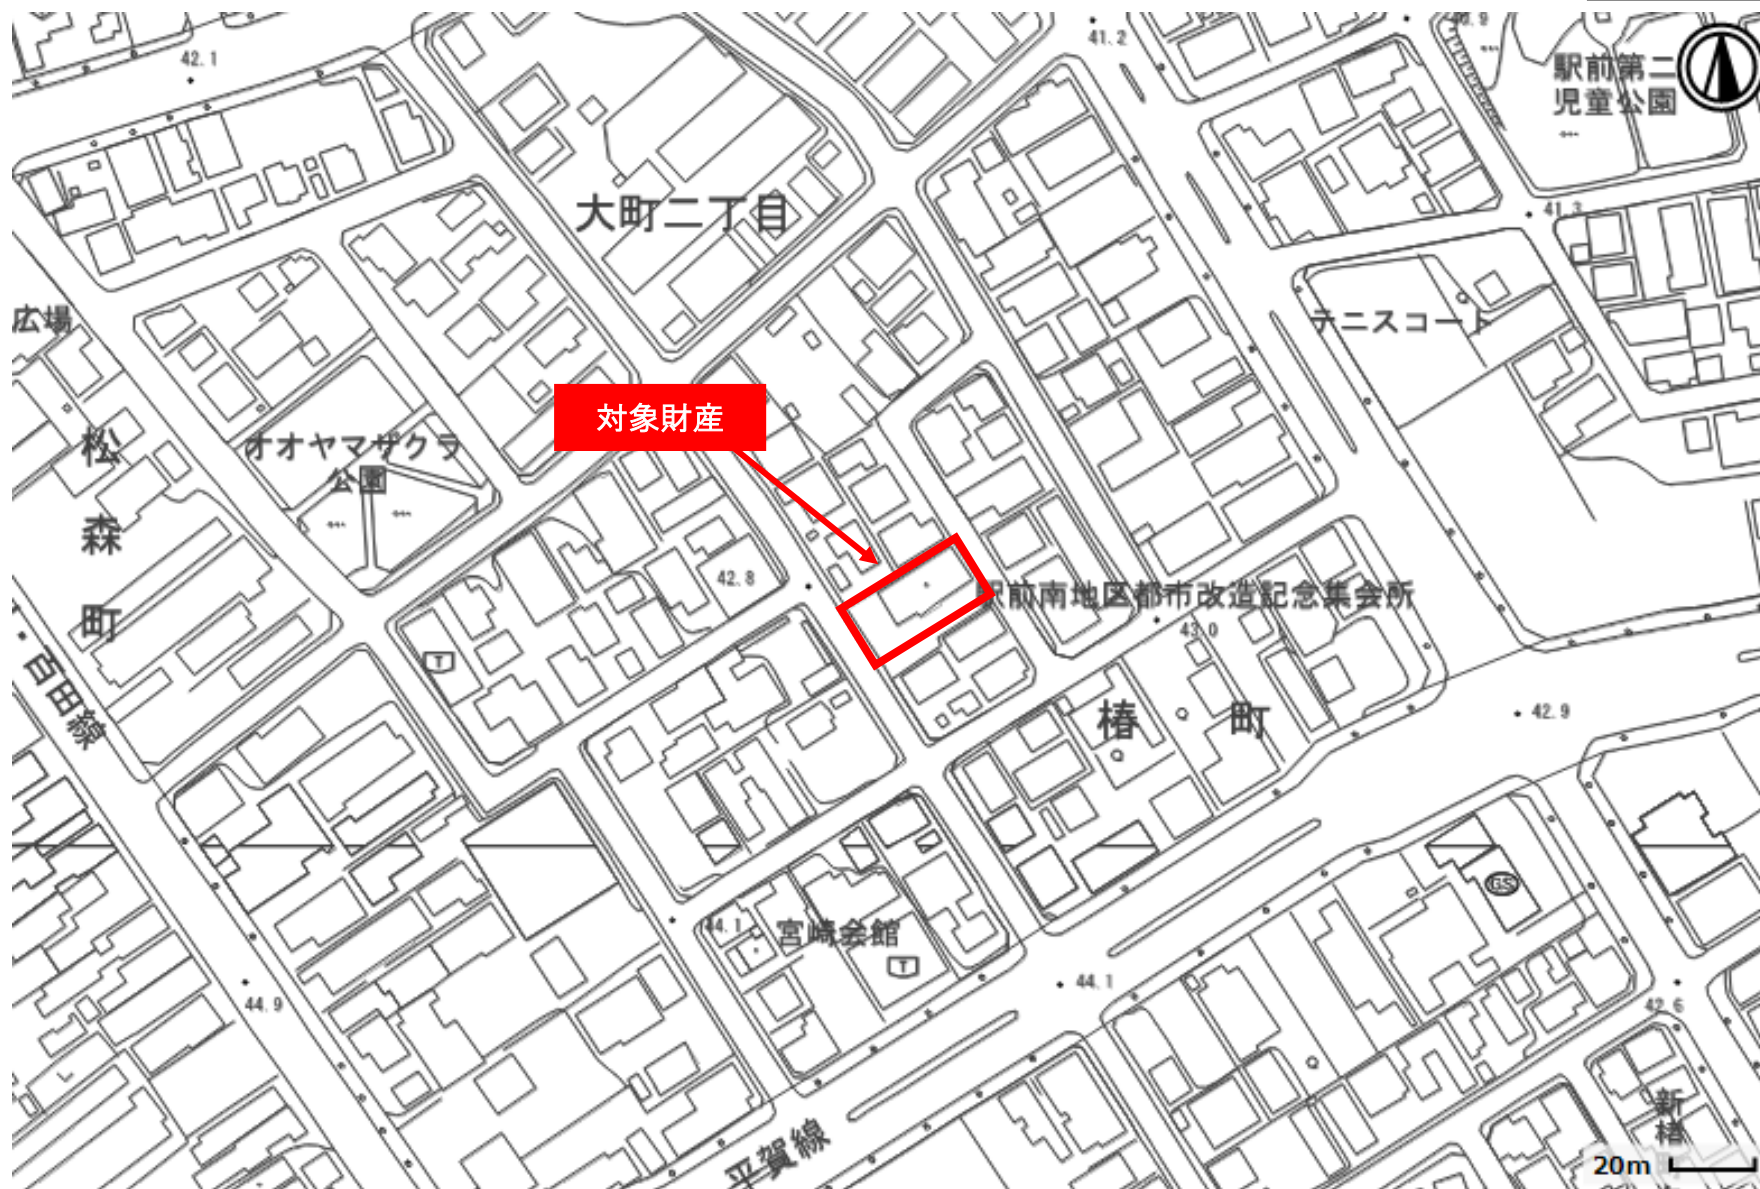 42.1
41.2
40.9
駅前第二
児童公園
大町二丁目
41.3
広場
テニスコート
対象財産
オオヤマザクラ
公園
松森町
42.8
駅前南地区都市改造記念集会所
43.0
百田線
椿町
42.9
GS
44.1
宮崎会館
44.9
44.1
42.6
平賀線
新
20m